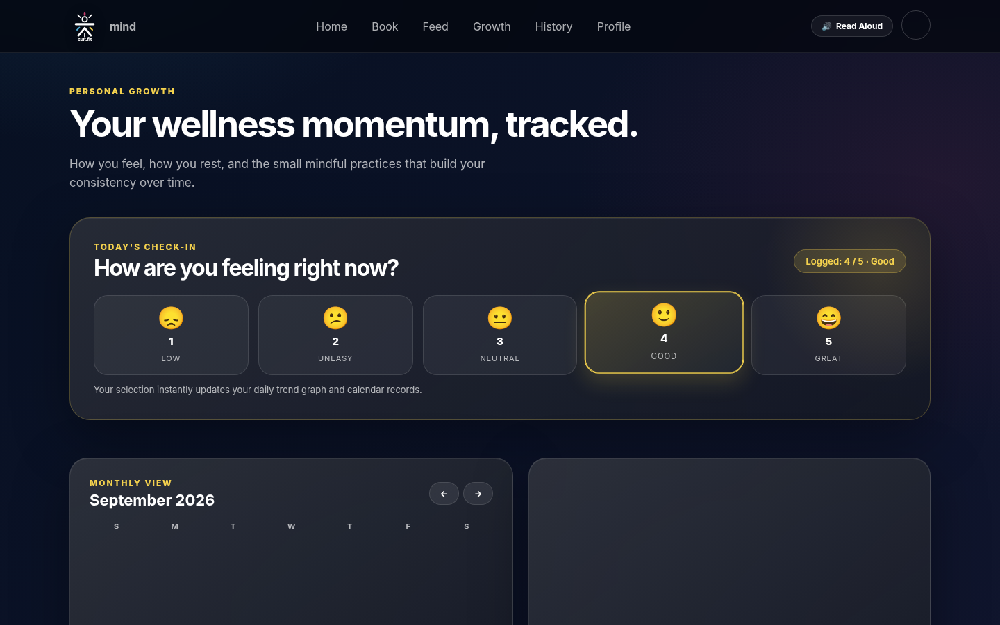 cult.fit
mind
Home
Book
Feed
Growth
History
Profile
Read Aloud
PERSONAL GROWTH
Your wellness momentum, tracked.
How you feel, how you rest, and the small mindful practices that build your
consistency over time.
TODAY'S CHECK-IN
How are you feeling right now?
Logged: 4 / 5 · Good
1
LOW
2
UNEASY
3
NEUTRAL
4
GOOD
5
GREAT
Your selection instantly updates your daily trend graph and calendar records.
MONTHLY VIEW
September 2026
← →
S M T W T F S